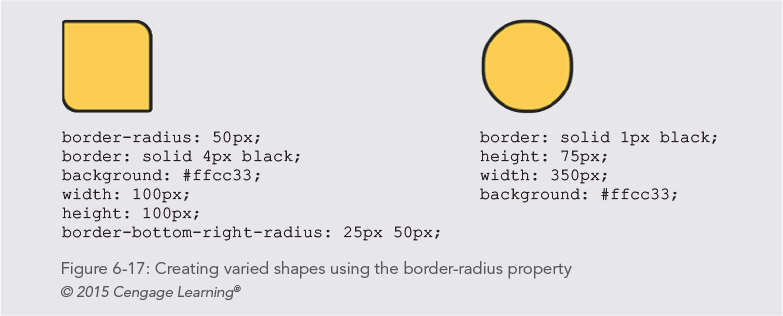 border-radius: 50px;
border: solid 4px black;
background: #ffcc33;
width: 100px;
height: 100px;
border-bottom-right-radius: 25px 50px;
border: solid 1px black;
height: 75px;
width: 350px;
background: #ffcc33;
Figure 6-17: Creating varied shapes using the border-radius property
© 2015 Cengage Learning®